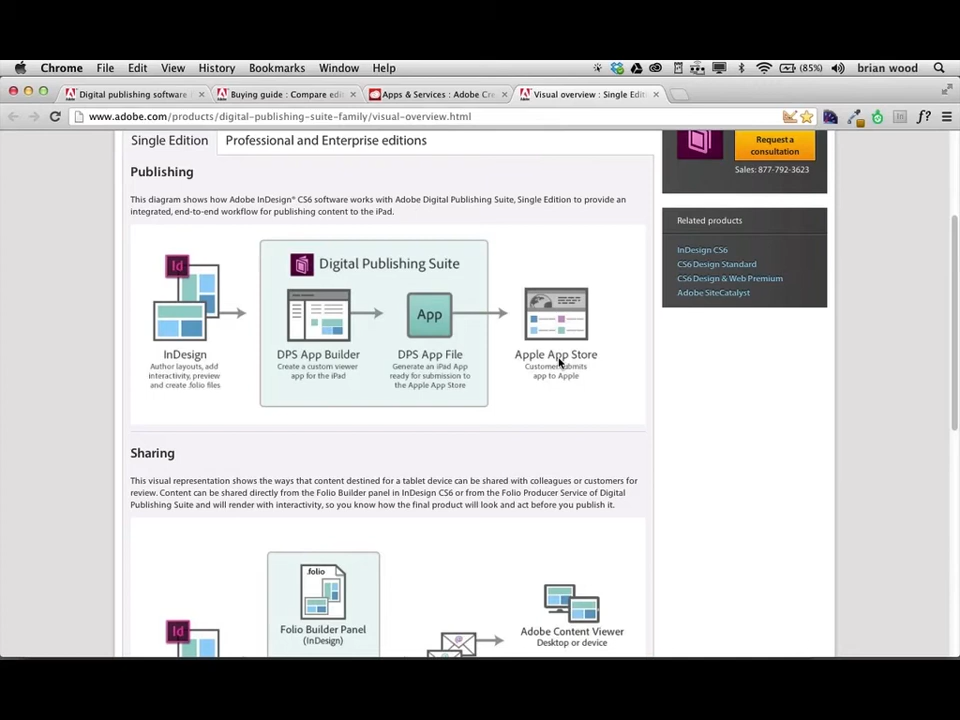 Chrome File Edit View History Bookmarks Window Help (85%) brian wood
Digital publishing software Buying guide : Compare edi Apps & Services : Adobe Cr Visual overview : Single Edit
www.adobe.com/products/digital-publishing-suite-family/visual-overview.html
Single Edition Professional and Enterprise editions
Request a
consultation
Sales: 877-792-3623
Publishing
This diagram shows how Adobe InDesign® CS6 software works with Adobe Digital Publishing Suite, Single Edition to provide an
integrated, end-to-end workflow for publishing content to the iPad.
Related products
InDesign CS6
CS6 Design Standard
CS6 Design & Web Premium
Adobe SiteCatalyst
Id
Digital Publishing Suite
App
InDesign
Author layouts, add
interactivity, preview
and create .folio files
DPS App Builder
Create a custom viewer
app for the iPad
DPS App File
Generate an iPad App
ready for submission to
the Apple App Store
Apple App Store
Customer submits
app to Apple
Sharing
This visual representation shows the ways that content destined for a tablet device can be shared with colleagues or customers for
review. Content can be shared directly from the Folio Builder panel in InDesign CS6 or from the Folio Producer Service of Digital
Publishing Suite and will render with interactivity, so you know how the final product will look and act before you publish it.
.folio
Id
Folio Builder Panel
(InDesign)
Adobe Content Viewer
Desktop or device